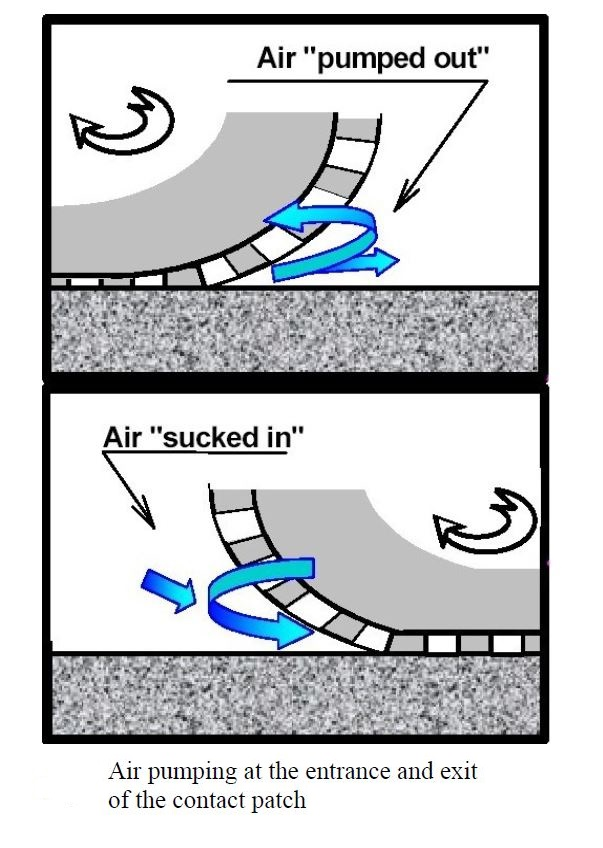 Air "pumped out"
Air "sucked in"
Air pumping at the entrance and exit
of the contact patch